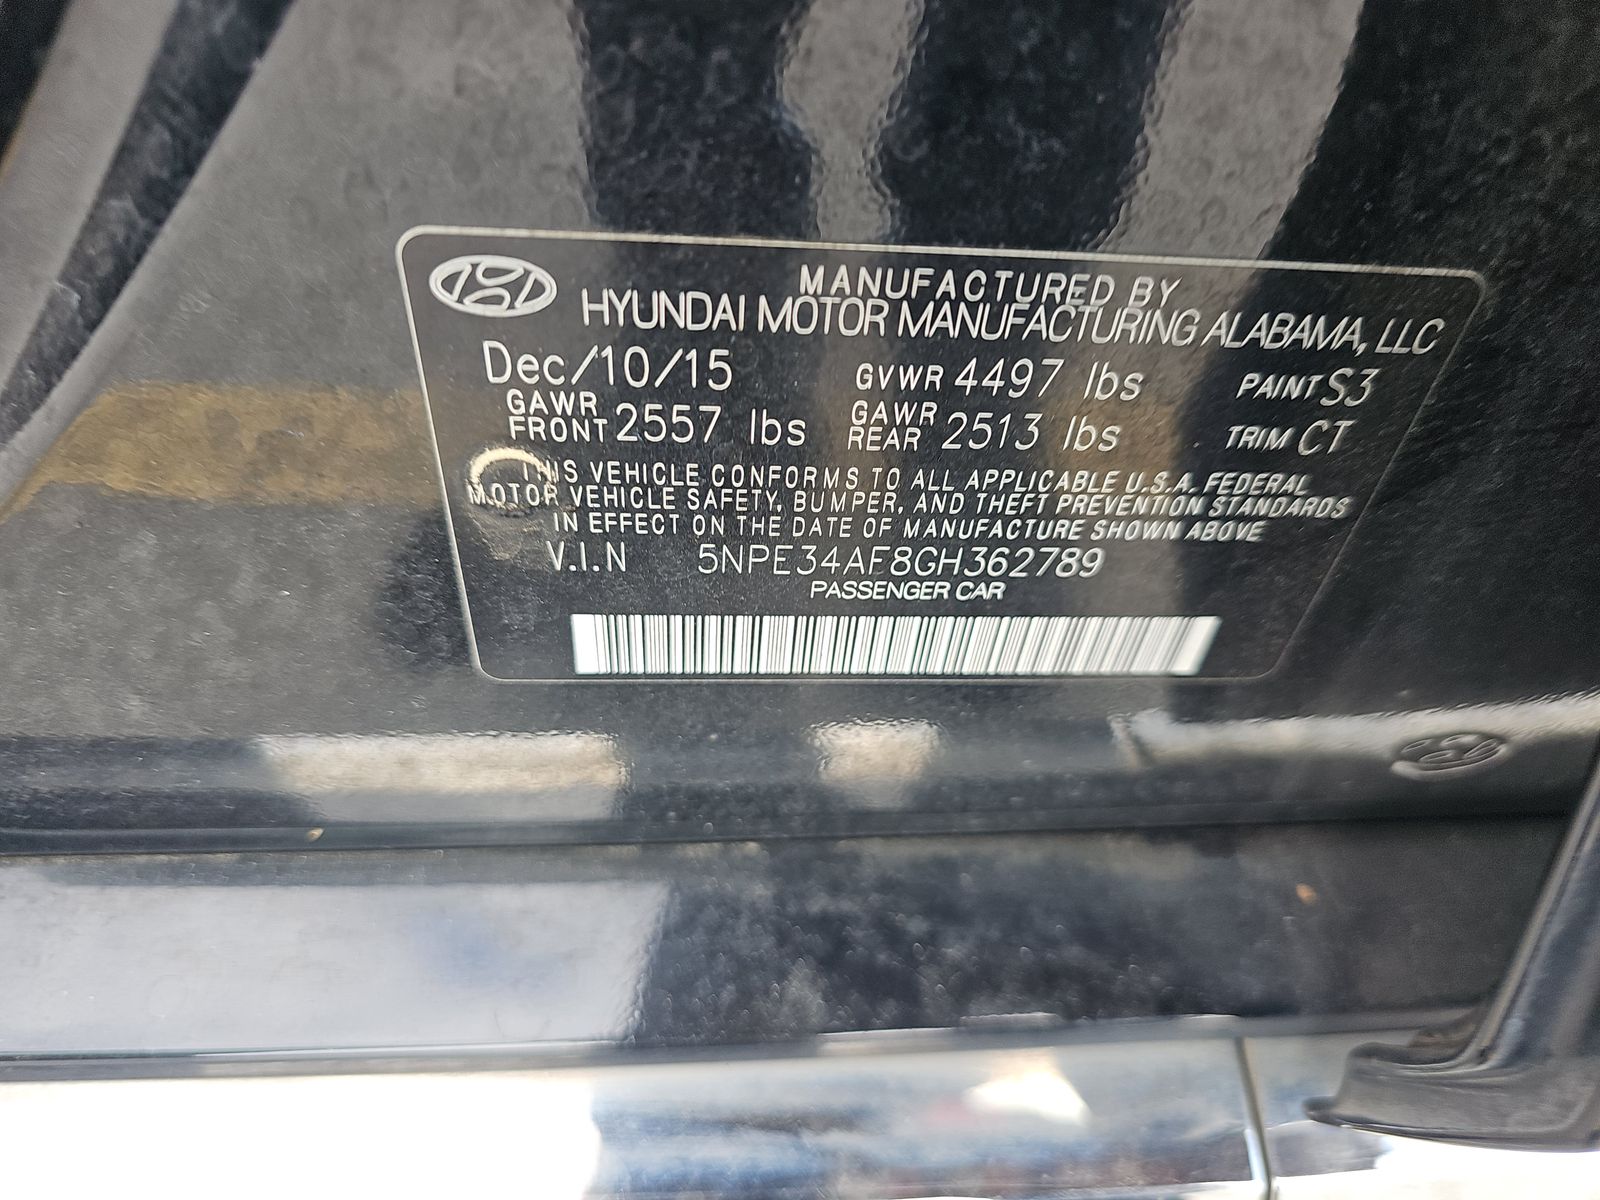 MANUFACTURED BY
HYUNDAI MOTOR MANUFACTURING ALABAMA, LLC
Dec/10/15 GVWR 4497 lbs PAINT S3
GAWR FRONT 2557 lbs GAWR REAR 2513 lbs TRIM CT
THIS VEHICLE CONFORMS TO ALL APPLICABLE U.S.A. FEDERAL
MOTOR VEHICLE SAFETY, BUMPER, AND THEFT PREVENTION STANDARDS
IN EFFECT ON THE DATE OF MANUFACTURE SHOWN ABOVE
V.I.N 5NPE34AF8GH362789
PASSENGER CAR